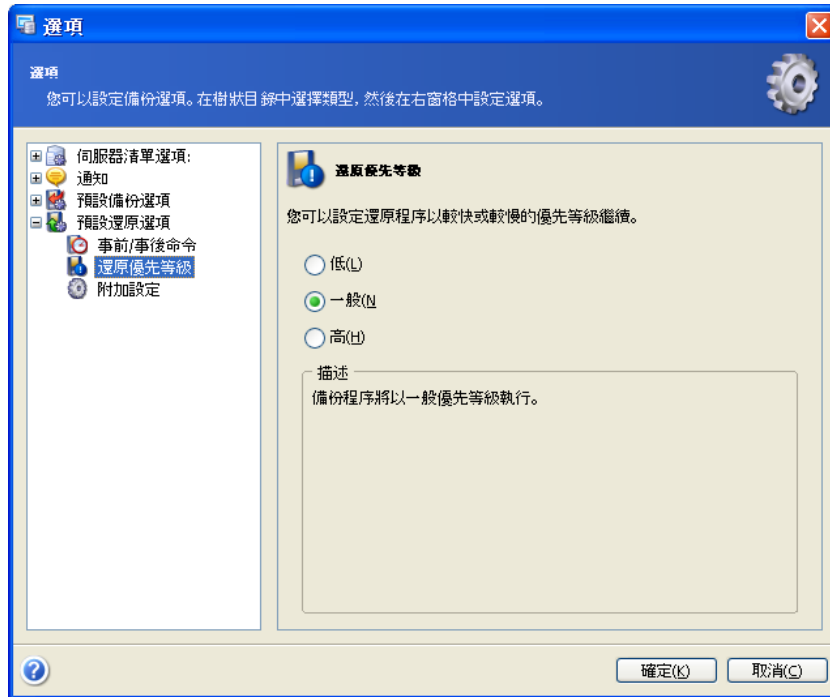 選項
選項
您可以設定備份選項。在樹狀目錄中選擇類型，然後在右窗格中設定選項。
伺服器清單選項:
通知
預設備份選項
預設還原選項
事前/事後命令
還原優先等級
附加設定
還原優先等級
您可以設定還原程序以較快或較慢的優先等級繼續。
低(L)
一般(N
高(H)
描述
備份程序將以一般優先等級執行。
確定(K)
取消(C)